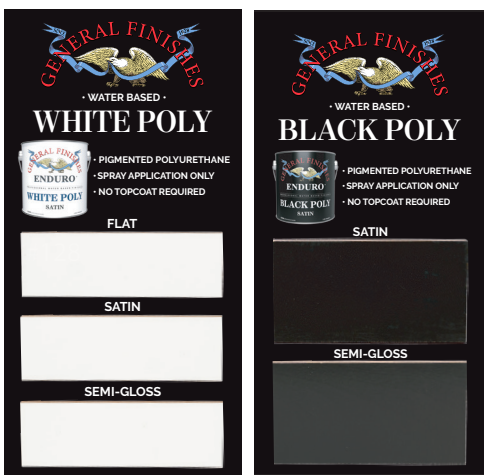 GENERAL FINISHES
• WATER BASED •
WHITE POLY
GENERAL FINISHES
ENDURO
WHITE POLY
SATIN
• PIGMENTED POLYURETHANE
• SPRAY APPLICATION ONLY
• NO TOPCOAT REQUIRED
FLAT
SATIN
SEMI-GLOSS
GENERAL FINISHES
• WATER BASED •
BLACK POLY
GENERAL FINISHES
ENDURO
BLACK POLY
SATIN
• PIGMENTED POLYURETHANE
• SPRAY APPLICATION ONLY
• NO TOPCOAT REQUIRED
SATIN
SEMI-GLOSS